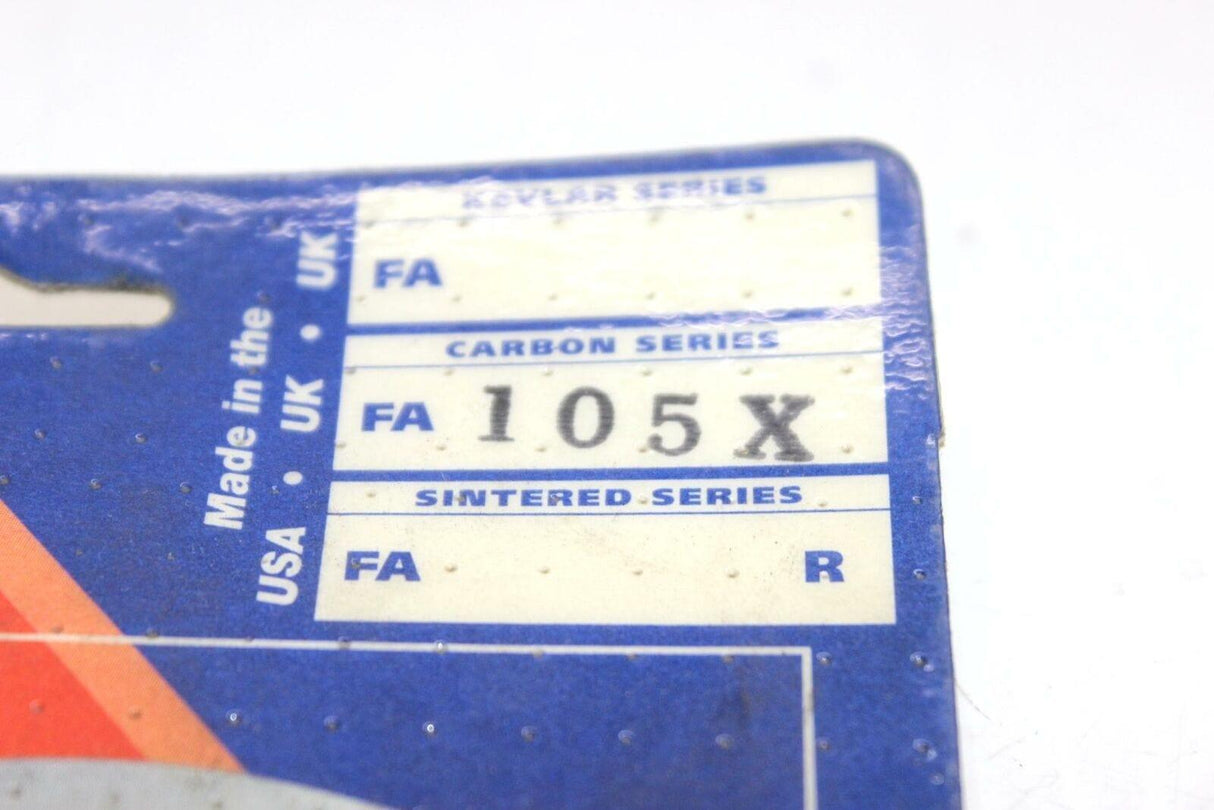 KEVLAR SERIES
FA
CARBON SERIES
FA 105X
SINTERED SERIES
FA R
Made in the
USA • UK • UK